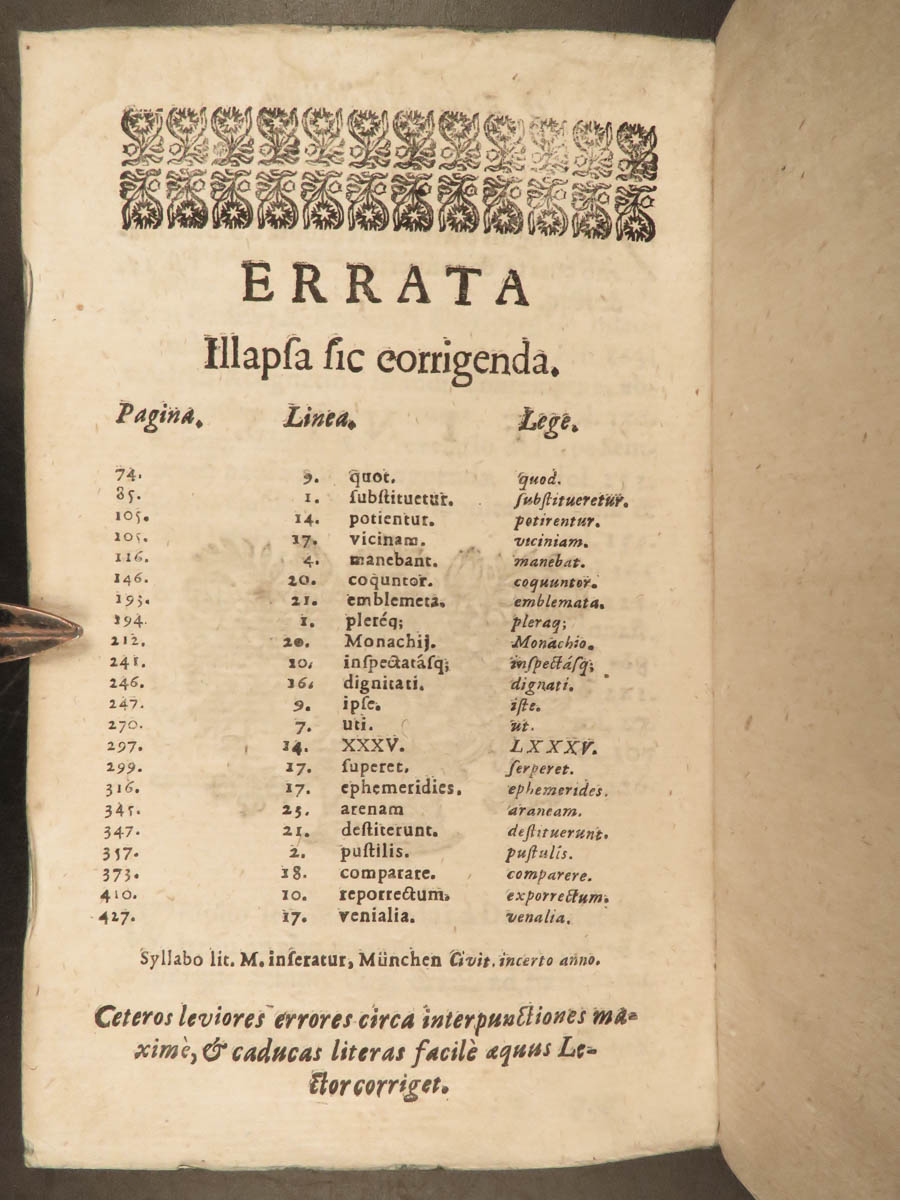 ERRATA
Illapſa ſic corrigenda.
Pagina. Linea. Lege.
74. 9. quot. quod.
85. 1. ſubſtituetur. ſubſtitueretur.
105. 14. potientur. potirentur.
105. 17. vicinam. viciniam.
116. 4. manebant. manebat.
146. 20. coquntor. coquuntor.
193. 21. emblemeta. emblemata.
194. 1. pleréq; pleraq;
212. 20. Monachij. Monachio.
241. 10. inſpectatáſq; inſpectáſq;
246. 16. dignitati. dignati.
247. 9. ipſe. iſte.
270. 7. uti. ut.
297. 14. XXXV. LXXXV.
299. 17. ſuperet. ſerperet.
316. 17. ephemeridies. ephemerides.
345. 25. arenam araneam.
347. 21. deſtiterunt. deſtituerunt.
357. 2. puſtilis. puſtulis.
373. 18. comparare. comparere.
410. 10. reporrectum. exporrectum.
427. 17. venialia. venalia.
Syllabo lit. M. inſeratur, München Civit. incerto anno.
Ceteros leviores errores circa interpunctiones ma-
ximè, & caducas literas facilè æquus Le-
ctor corriget.